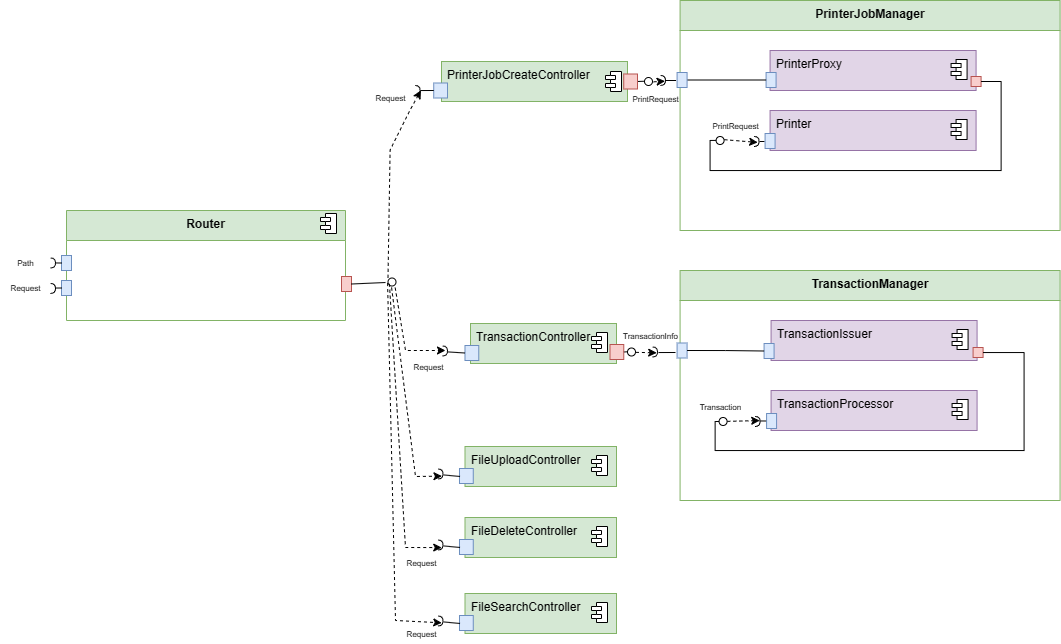 PrinterJobManager
PrinterJobCreateController
PrinterProxy
Request
PrintRequest
Printer
PrintRequest
Router
Path
Request
TransactionManager
TransactionController
TransactionInfo
TransactionIssuer
Request
TransactionProcessor
Transaction
FileUploadController
FileDeleteController
Request
FileSearchController
Request